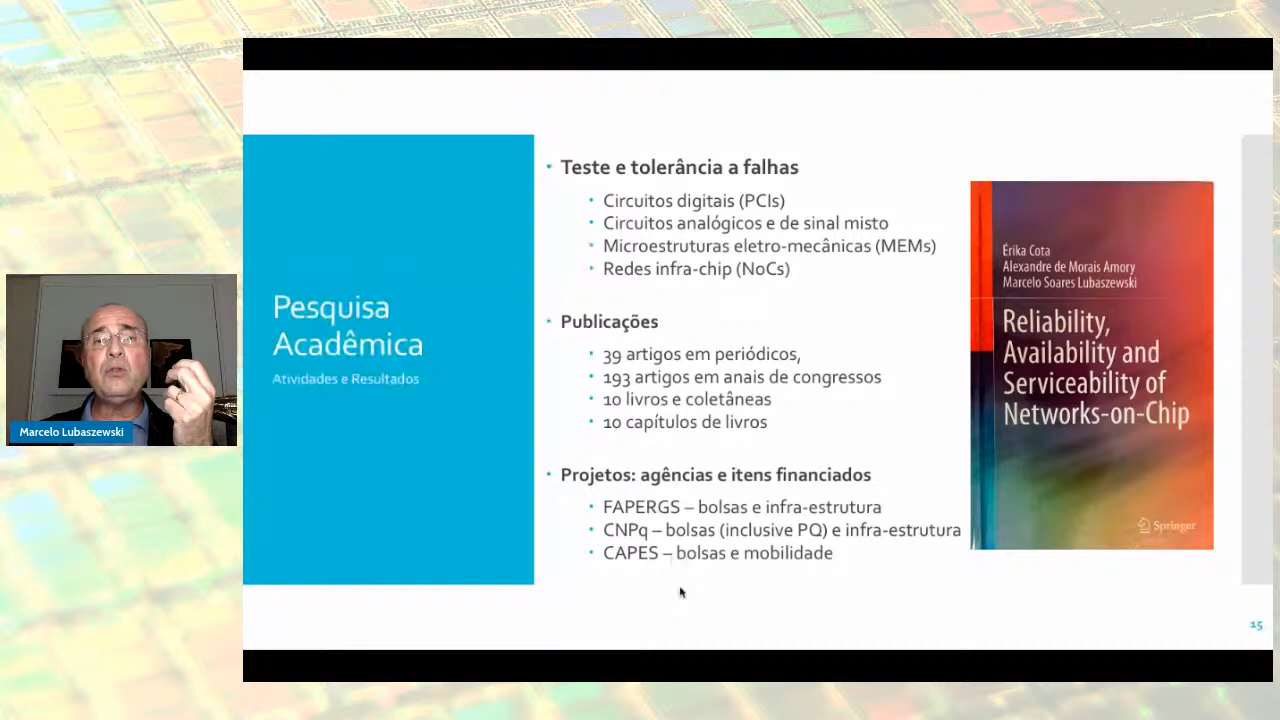 Pesquisa
Acadêmica
Atividades e Resultados
Teste e tolerância a falhas
Circuitos digitais (PCIs)
Circuitos analógicos e de sinal misto
Microestruturas eletro-mecânicas (MEMs)
Redes infra-chip (NoCs)
Publicações
39 artigos em periódicos,
193 artigos em anais de congressos
10 livros e coletâneas
10 capítulos de livros
Projetos: agências e itens financiados
FAPERGS – bolsas e infra-estrutura
CNPq – bolsas (inclusive PQ) e infra-estrutura
CAPES – bolsas e mobilidade
Érika Cota
Alexandre de Morais Amory
Marcelo Soares Lubaszewski
Reliability,
Availability and
Serviceability of
Networks-on-Chip
Springer
15
Marcelo Lubaszewski